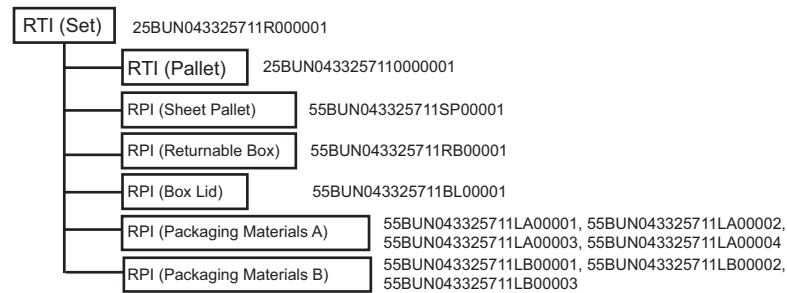 RTI (Set) 25BUN043325711R000001
RTI (Pallet) 25BUN0433257110000001
RPI (Sheet Pallet) 55BUN043325711SP00001
RPI (Returnable Box) 55BUN043325711RB00001
RPI (Box Lid) 55BUN043325711BL00001
RPI (Packaging Materials A) 55BUN043325711LA00001, 55BUN043325711LA00002,
55BUN043325711LA00003, 55BUN043325711LA00004
RPI (Packaging Materials B) 55BUN043325711LB00001, 55BUN043325711LB00002,
55BUN043325711LB00003